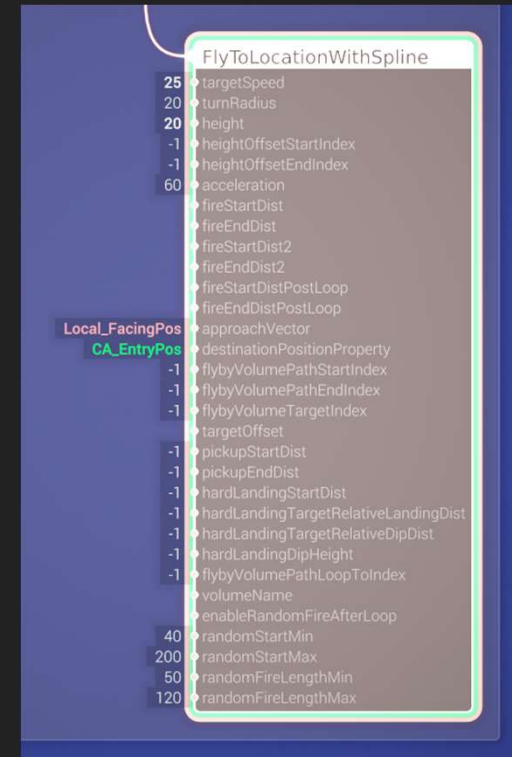 FlyToLocationWithSpline
25 targetSpeed
20 turnRadius
20 height
-1 heightOffsetStartIndex
-1 heightOffsetEndIndex
60 acceleration
fireStartDist
fireEndDist
fireStartDist2
fireEndDist2
fireStartDistPostLoop
fireEndDistPostLoop
Local_FacingPos approachVector
CA_EntryPos destinationPositionProperty
-1 flybyVolumePathStartIndex
-1 flybyVolumePathEndIndex
-1 flybyVolumeTargetIndex
targetOffset
-1 pickupStartDist
-1 pickupEndDist
-1 hardLandingStartDist
-1 hardLandingTargetRelativeLandingDist
-1 hardLandingTargetRelativeDipDist
-1 hardLandingDipHeight
-1 flybyVolumePathLoopToIndex
volumeName
enableRandomFireAfterLoop
40 randomStartMin
200 randomStartMax
50 randomFireLengthMin
120 randomFireLengthMax